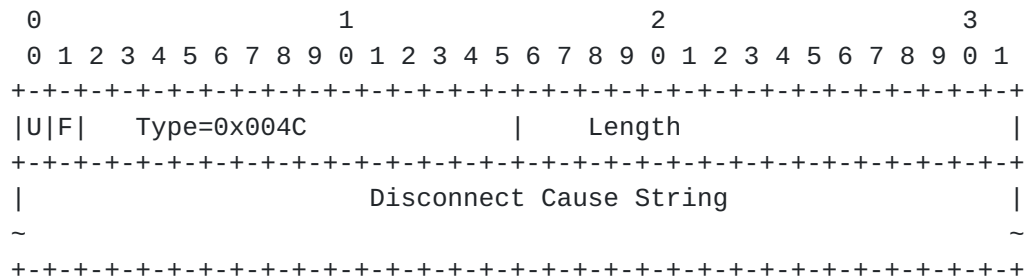 0                   1                   2                   3
 0 1 2 3 4 5 6 7 8 9 0 1 2 3 4 5 6 7 8 9 0 1 2 3 4 5 6 7 8 9 0 1
+-+-+-+-+-+-+-+-+-+-+-+-+-+-+-+-+-+-+-+-+-+-+-+-+-+-+-+-+-+-+-+-+
|U|F|   Type=0x004C             |    Length                     |
+-+-+-+-+-+-+-+-+-+-+-+-+-+-+-+-+-+-+-+-+-+-+-+-+-+-+-+-+-+-+-+-+
|                      Disconnect Cause String                  |
~                                                               ~
+-+-+-+-+-+-+-+-+-+-+-+-+-+-+-+-+-+-+-+-+-+-+-+-+-+-+-+-+-+-+-+-+